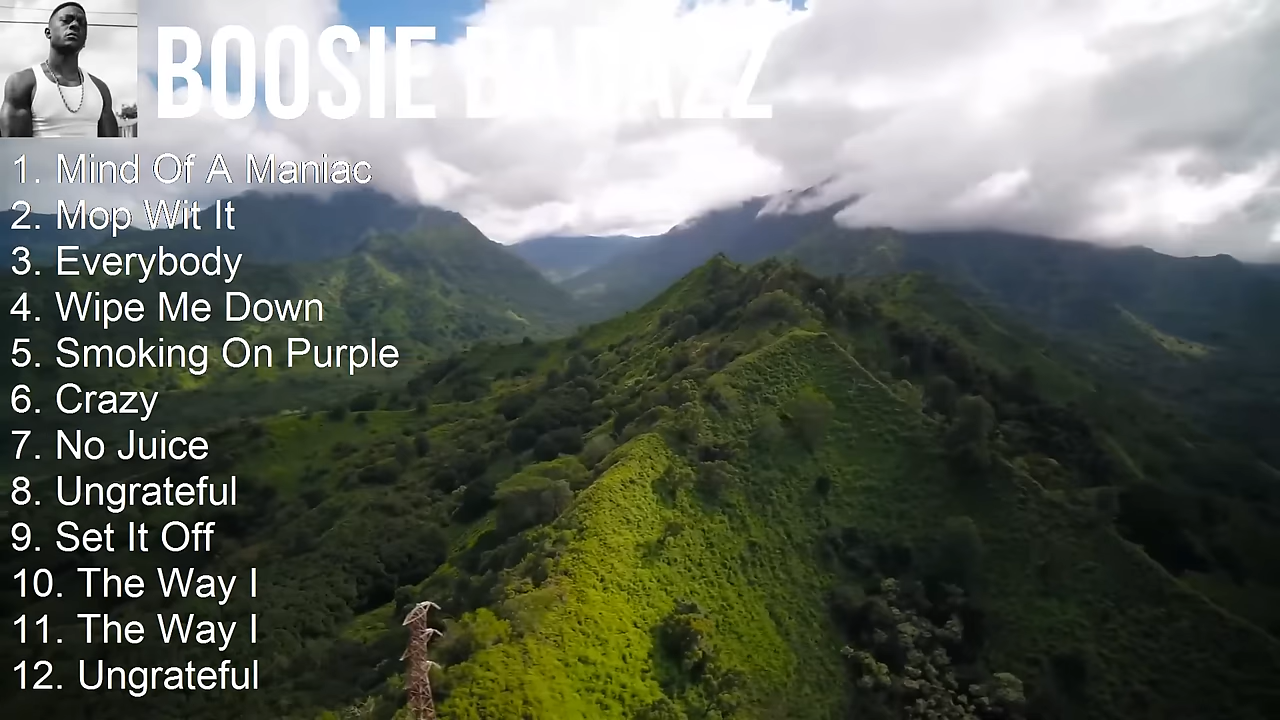 BOOSIE BADAZZ
1. Mind Of A Maniac
2. Mop Wit It
3. Everybody
4. Wipe Me Down
5. Smoking On Purple
6. Crazy
7. No Juice
8. Ungrateful
9. Set It Off
10. The Way I
11. The Way I
12. Ungrateful